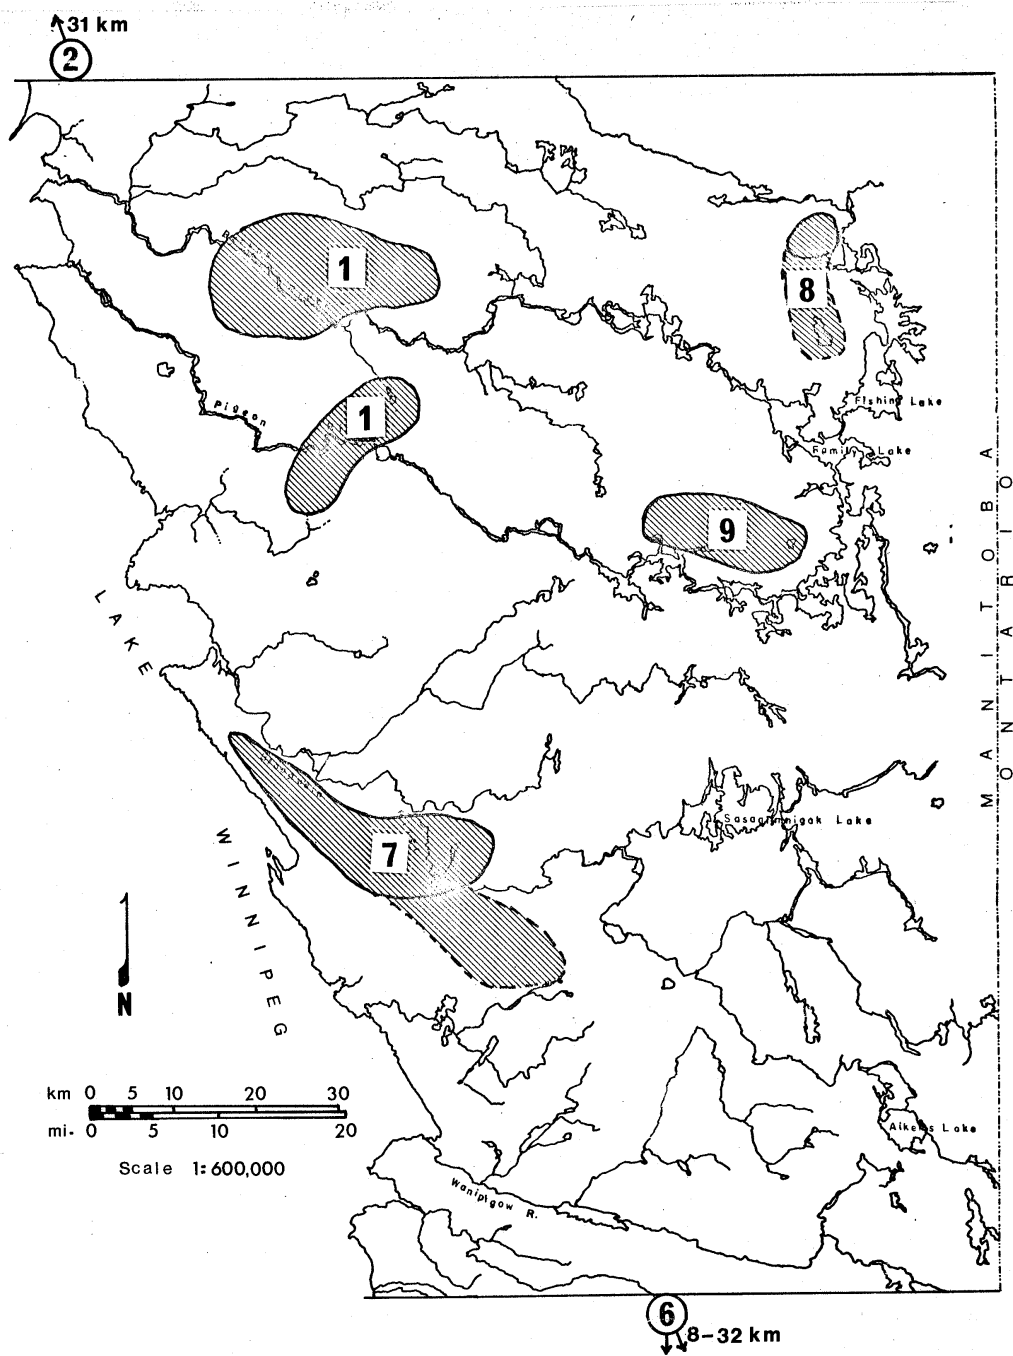 31 km
2
1
8
1
Pigeon
Fishing Lake
Family Lake
9
LAKE
WINNIPEG
MANITOBA
ONTARIO
7
Sasaginnigak Lake
N
km 0 5 10 20 30
mi. 0 5 10 20
Scale 1:600,000
Aikens Lake
Wanipigow R.
6
8-32 km